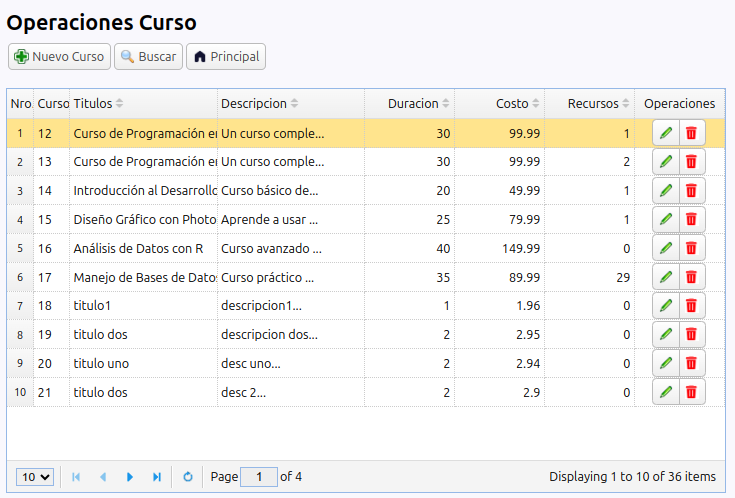 Operaciones Curso
Nuevo Curso Buscar Principal
Nro Curso Titulos Descripcion Duracion Costo Recursos Operaciones
1 12 Curso de Programación en Un curso comple... 30 99.99 1
2 13 Curso de Programación en Un curso comple... 30 99.99 2
3 14 Introducción al Desarrollo Curso básico de... 20 49.99 1
4 15 Diseño Gráfico con Photo Aprende a usar ... 25 79.99 1
5 16 Análisis de Datos con R Curso avanzado ... 40 149.99 0
6 17 Manejo de Bases de Datos Curso práctico ... 35 89.99 29
7 18 titulo1 descripcion1... 1 1.96 0
8 19 titulo dos descripcion dos... 2 2.95 0
9 20 titulo uno desc uno... 2 2.94 0
10 21 titulo dos desc 2... 2 2.9 0
10 Page 1 of 4 Displaying 1 to 10 of 36 items